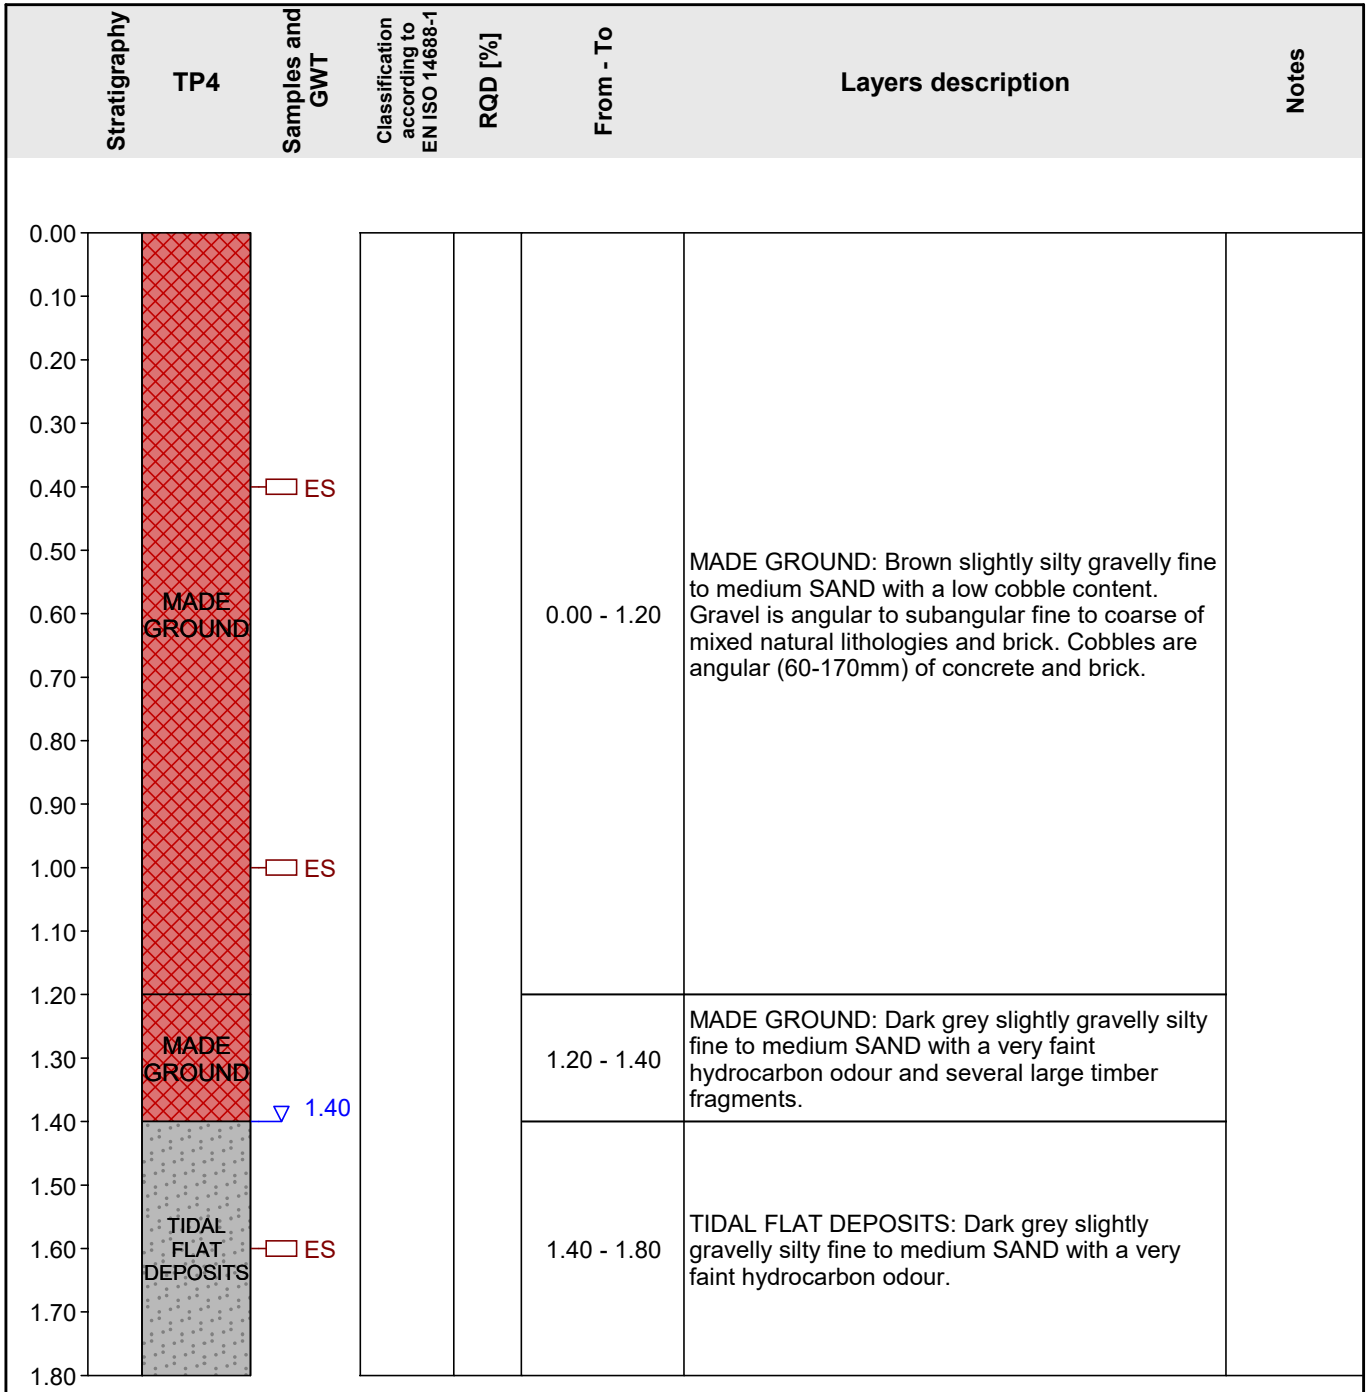 Stratigraphy
TP4
Samples and
GWT
Classification
according to
EN ISO 14688-1
RQD [%]
From - To
Layers description
Notes
0.00
0.10
0.20
0.30
0.40
0.50
0.60
0.70
0.80
0.90
1.00
1.10
1.20
1.30
1.40
1.50
1.60
1.70
1.80
MADE
GROUND
MADE
GROUND
TIDAL
FLAT
DEPOSITS
ES
ES
1.40
ES
0.00 - 1.20
MADE GROUND: Brown slightly silty gravelly fine
to medium SAND with a low cobble content.
Gravel is angular to subangular fine to coarse of
mixed natural lithologies and brick. Cobbles are
angular (60-170mm) of concrete and brick.
1.20 - 1.40
MADE GROUND: Dark grey slightly gravelly silty
fine to medium SAND with a very faint
hydrocarbon odour and several large timber
fragments.
1.40 - 1.80
TIDAL FLAT DEPOSITS: Dark grey slightly
gravelly silty fine to medium SAND with a very
faint hydrocarbon odour.